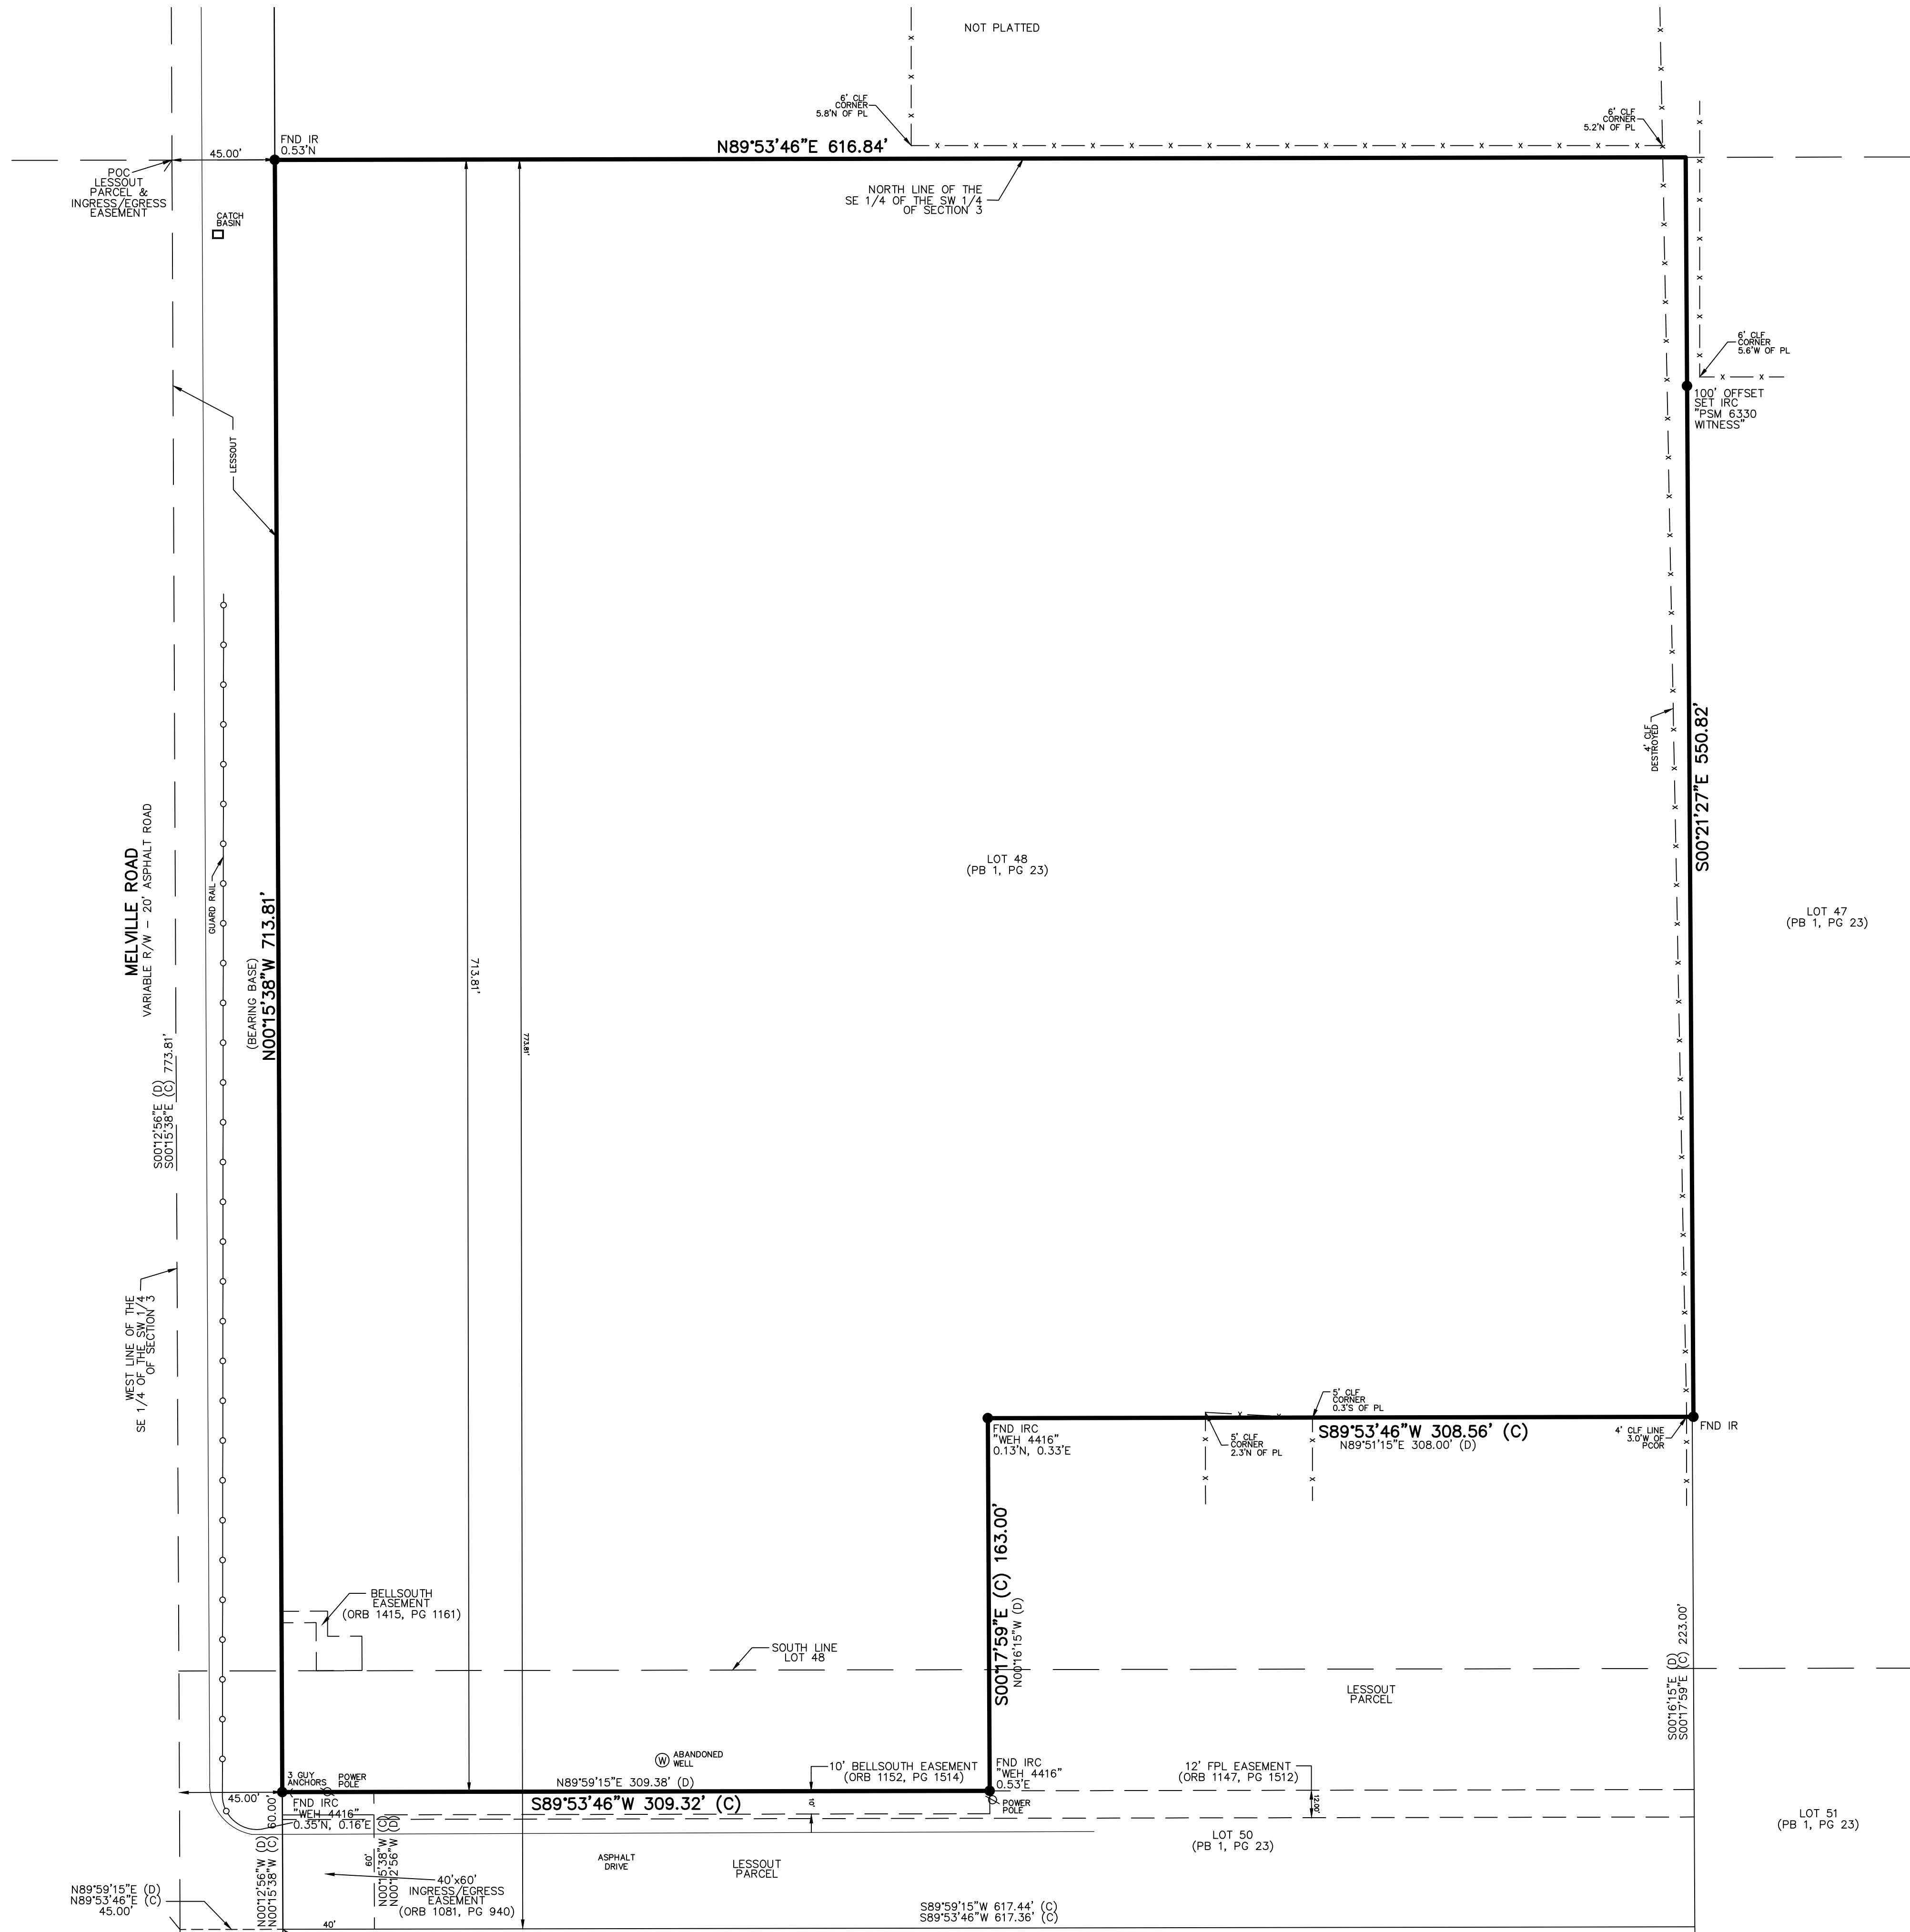 NOT PLATTED
6' CLF
CORNER
5.8'N OF PL
6' CLF
CORNER
5.2'N OF PL
FND IR
0.53'N
N89°53'46"E 616.84'
45.00'
POC
LESSOUT
PARCEL &
INGRESS/EGRESS
EASEMENT
NORTH LINE OF THE
SE 1/4 OF THE SW 1/4
OF SECTION 3
CATCH
BASIN
6' CLF
CORNER
5.6'W OF PL
100' OFFSET
SET IRC
"PSM 6330
WITNESS"
LESSOUT
4' CLF
DESTROYED
S00°21'27"E 550.82'
MELVILLE ROAD
VARIABLE R/W - 20' ASPHALT ROAD
GUARD RAIL
(BEARING BASE)
N00°15'38"W 713.81'
LOT 48
(PB 1, PG 23)
LOT 47
(PB 1, PG 23)
713.81'
773.81'
S00°12'56"E (D)
S00°15'38"E (C) 773.81'
WEST LINE OF THE
SE 1/4 OF THE SW 1/4
OF SECTION 3
5' CLF
CORNER
0.3'S OF PL
FND IRC
"WEH 4416"
0.13'N, 0.33'E
5' CLF
CORNER
2.3'N OF PL
S89°53'46"W 308.56' (C)
N89°51'15"E 308.00' (D)
4' CLF LINE
3.0'W OF
PCOR
FND IR
S00°17'59"E (C) 163.00'
N00°16'15"W (D)
BELLSOUTH
EASEMENT
(ORB 1415, PG 1161)
SOUTH LINE
LOT 48
LESSOUT
PARCEL
S00°16'15"E (D)
S00°17'59"E (C) 223.00'
W
ABANDONED
WELL
3 GUY
ANCHORS
POWER
POLE
N89°59'15"E 309.38' (D)
S89°53'46"W 309.32' (C)
10' BELLSOUTH EASEMENT
(ORB 1152, PG 1514)
10'
FND IRC
"WEH 4416"
0.53'E
POWER
POLE
12' FPL EASEMENT
(ORB 1147, PG 1512)
12.00'
45.00'
FND IRC
"WEH 4416"
0.35'N, 0.16'E
LOT 51
(PB 1, PG 23)
LOT 50
(PB 1, PG 23)
N00°12'56"W (D)
N00°15'38"W (C) 60.00'
60'
N00°15'38"W (C)
N00°12'56"W (D)
ASPHALT
DRIVE
LESSOUT
PARCEL
40'x60'
INGRESS/EGRESS
EASEMENT
(ORB 1081, PG 940)
N89°59'15"E (D)
N89°53'46"E (C)
45.00'
40'
S89°59'15"W 617.44' (C)
S89°53'46"W 617.36' (C)